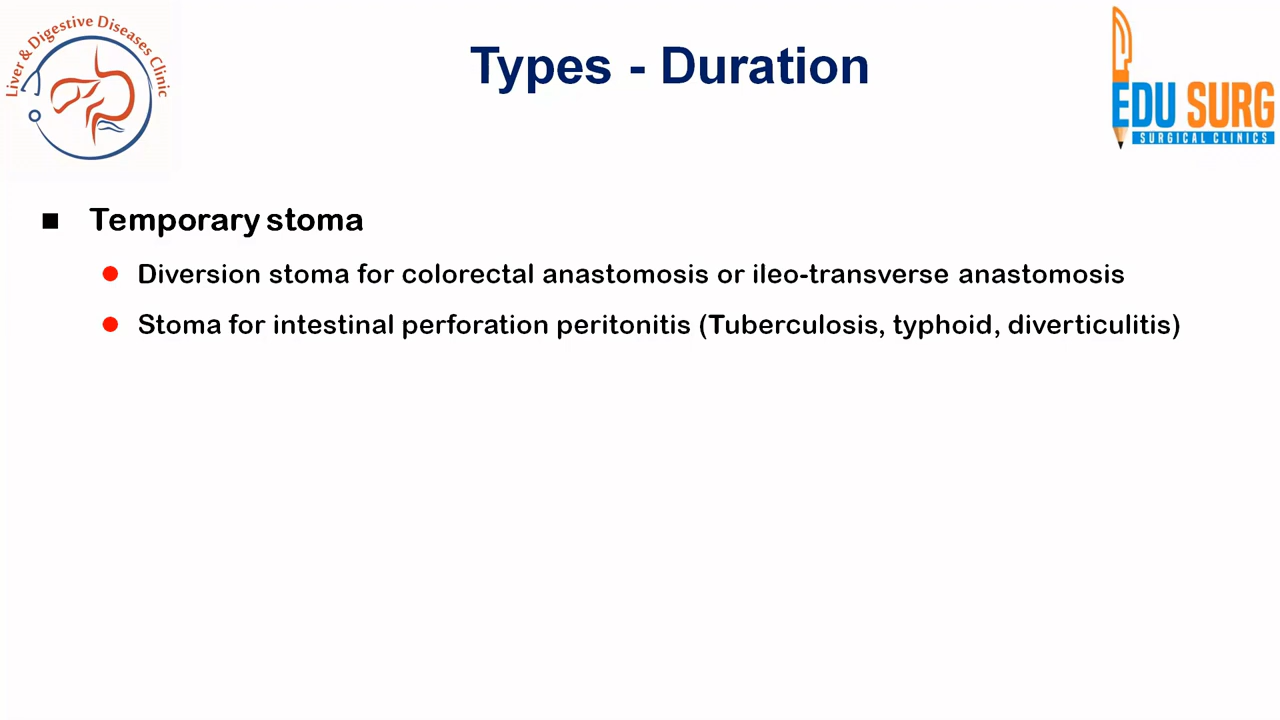 Liver & Digestive Diseases Clinic
Types - Duration
EDU SURG
SURGICAL CLINICS
Temporary stoma
Diversion stoma for colorectal anastomosis or ileo-transverse anastomosis
Stoma for intestinal perforation peritonitis (Tuberculosis, typhoid, diverticulitis)